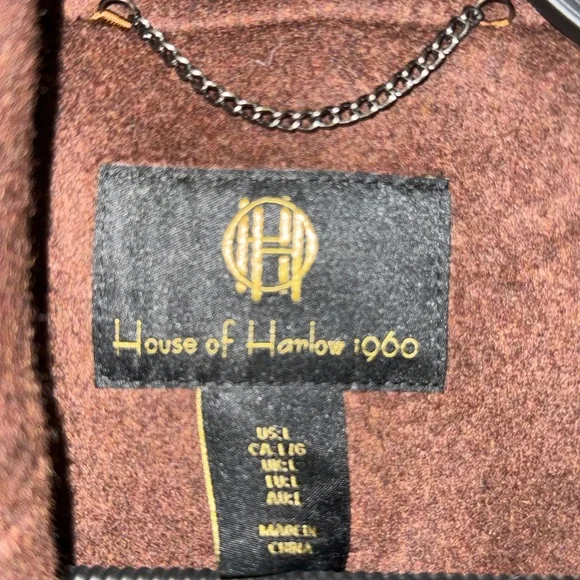 House of Harlow 1960
US:L
CA:L/G
UK:L
EU:L
AU:L
MADE IN
CHINA